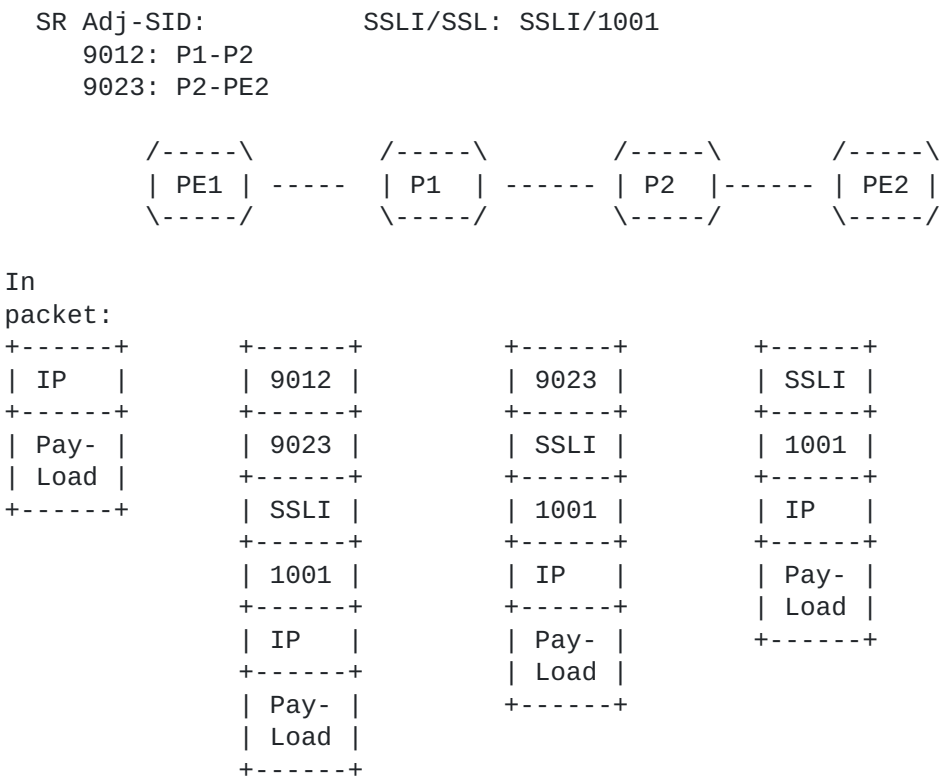 SR Adj-SID:          SSLI/SSL: SSLI/1001
9012: P1-P2
9023: P2-PE2
/-----\        /-----\        /-----\       /-----\
| PE1 | -----  | P1  | ------ | P2  |------ | PE2 |
\-----/        \-----/        \-----/       \-----/
In
packet:
+------+       +------+         +------+        +------+
| IP   |       | 9012 |         | 9023 |        | SSLI |
+------+       +------+         +------+        +------+
| Pay- |       | 9023 |         | SSLI |        | 1001 |
| Load |       +------+         +------+        +------+
+------+       | SSLI |         | 1001 |        | IP   |
               +------+         +------+        +------+
               | 1001 |         | IP   |        | Pay- |
               +------+         +------+        | Load |
               | IP   |         | Pay- |        +------+
               +------+         | Load |
               | Pay- |         +------+
               | Load |
               +------+